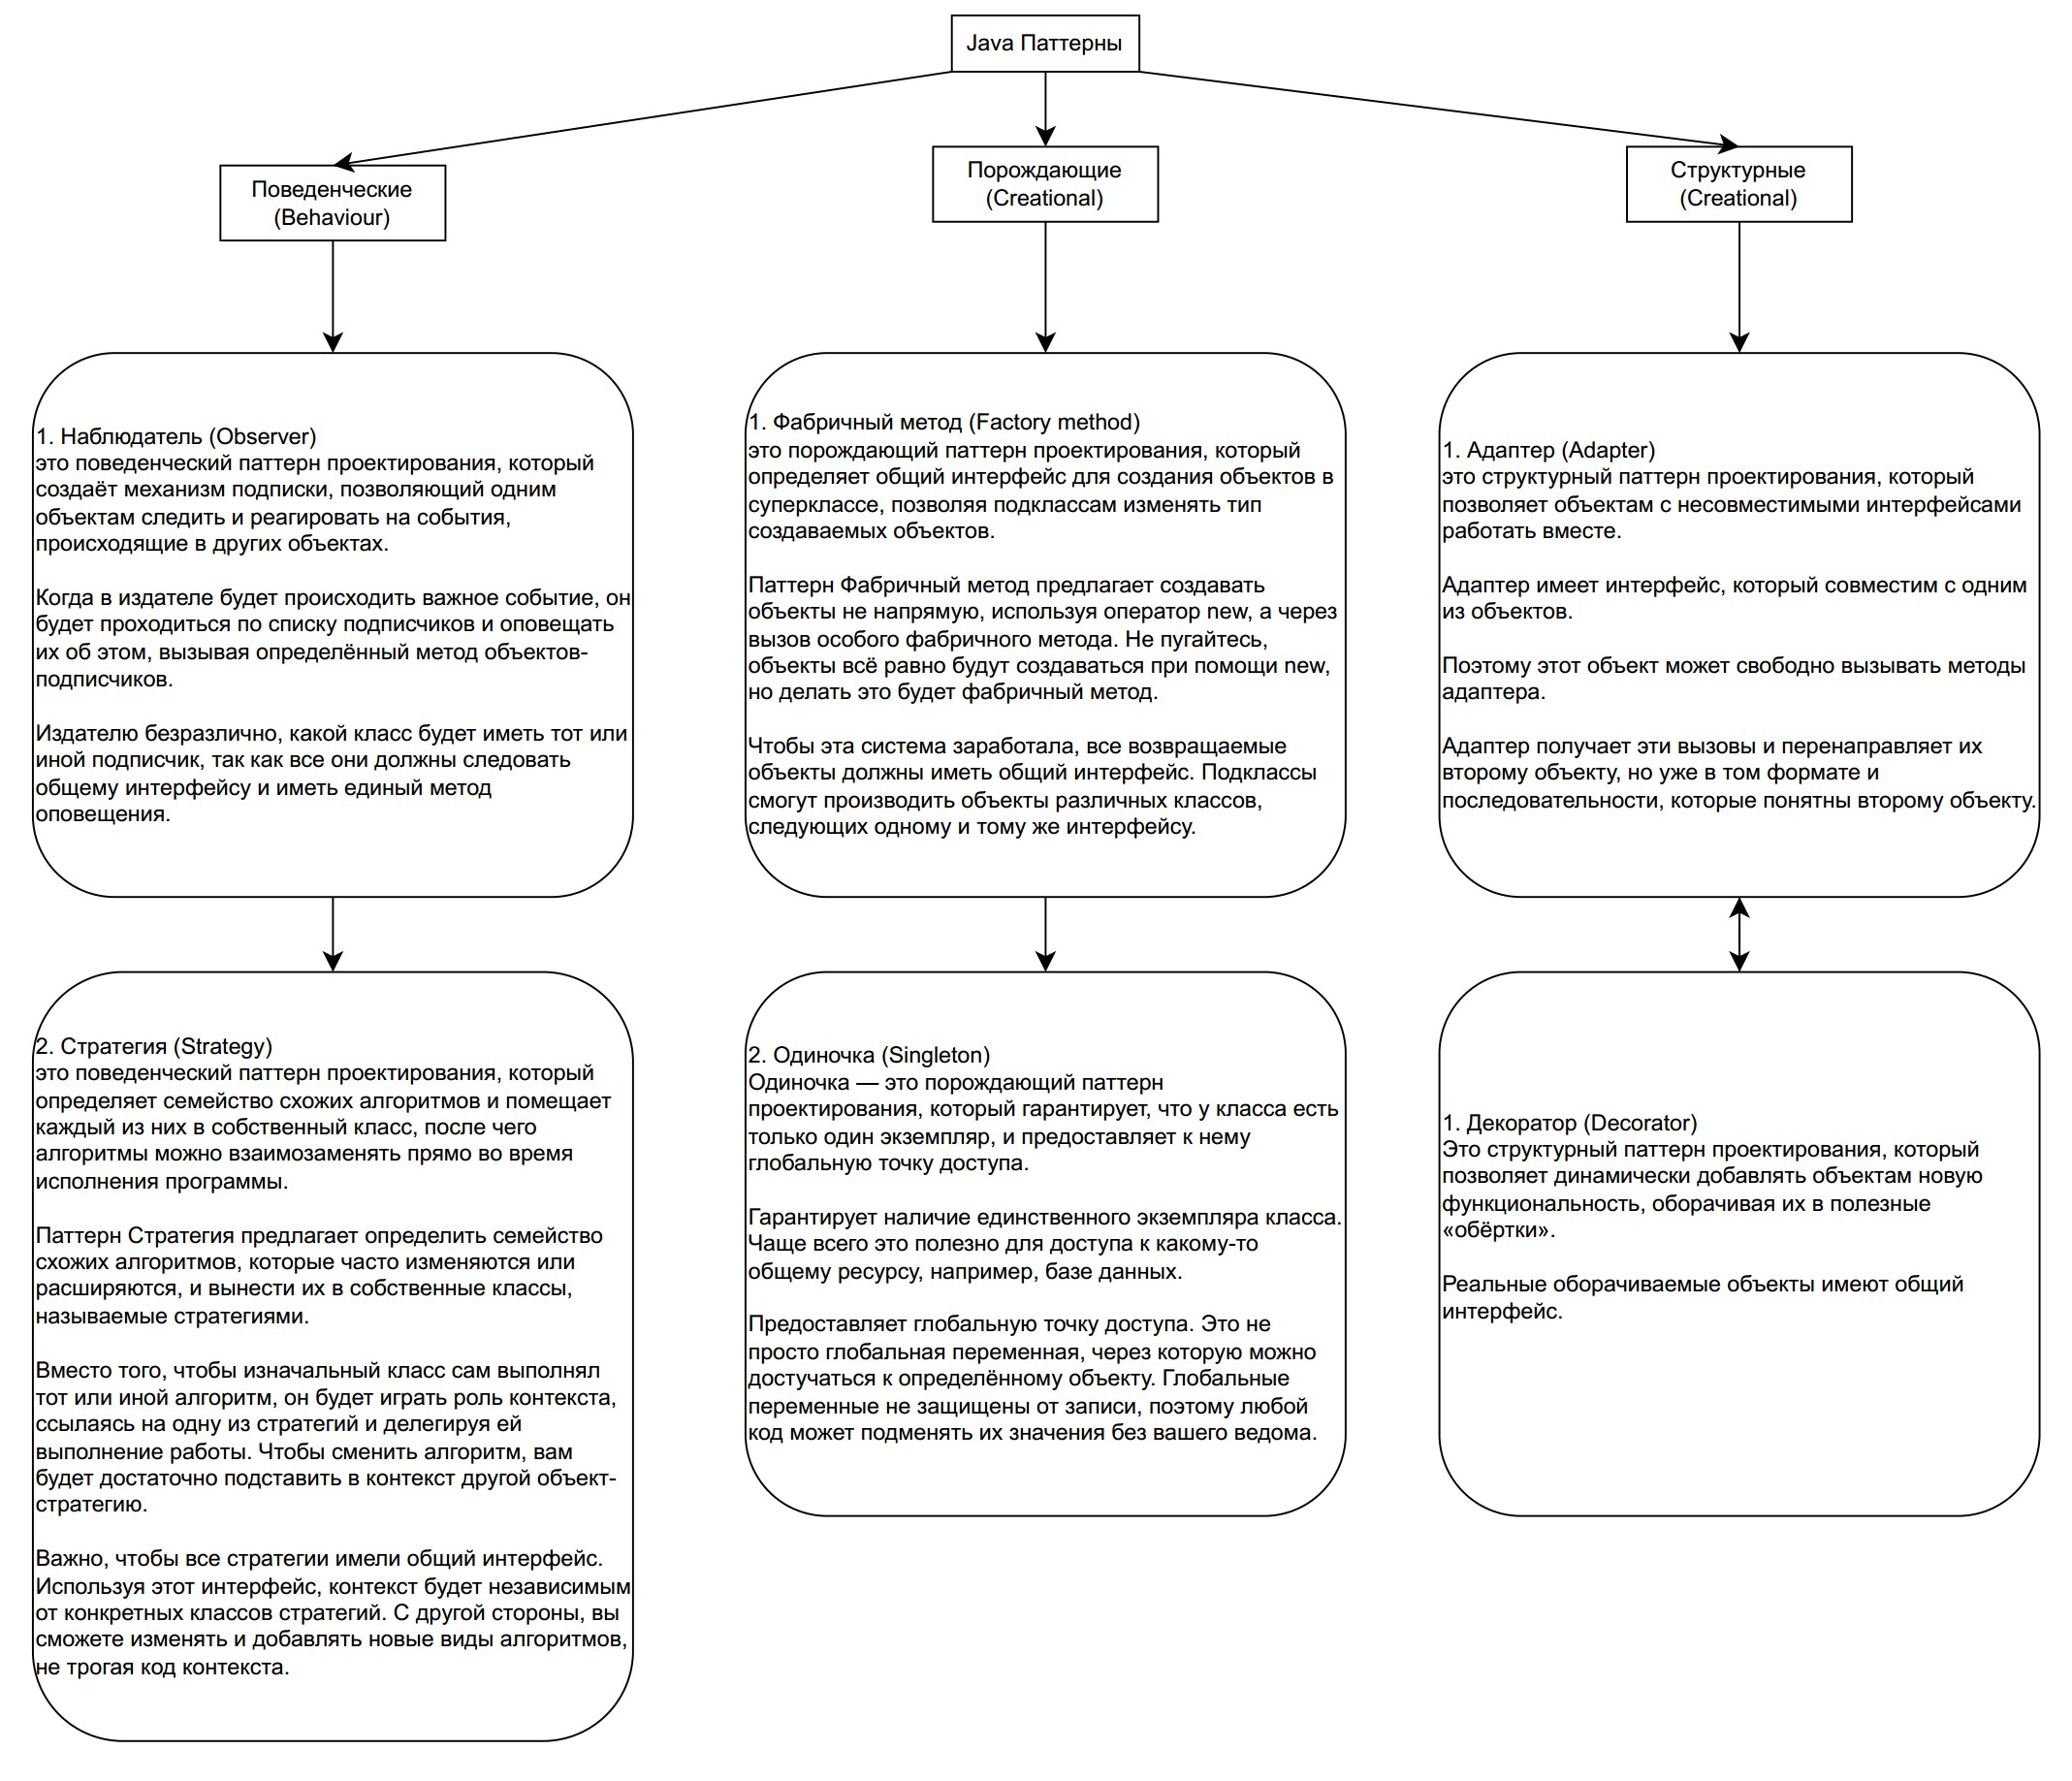 Java Паттерны
Поведенческие
(Behaviour)
Порождающие
(Creational)
Структурные
(Creational)
1. Наблюдатель (Observer)
это поведенческий паттерн проектирования, который
создаёт механизм подписки, позволяющий одним
объектам следить и реагировать на события,
происходящие в других объектах.
Когда в издателе будет происходить важное событие, он
будет проходиться по списку подписчиков и оповещать
их об этом, вызывая определённый метод объектов-
подписчиков.
Издателю безразлично, какой класс будет иметь тот или
иной подписчик, так как все они должны следовать
общему интерфейсу и иметь единый метод
оповещения.
1. Фабричный метод (Factory method)
это порождающий паттерн проектирования, который
определяет общий интерфейс для создания объектов в
суперклассе, позволяя подклассам изменять тип
создаваемых объектов.
Паттерн Фабричный метод предлагает создавать
объекты не напрямую, используя оператор new, а через
вызов особого фабричного метода. Не пугайтесь,
объекты всё равно будут создаваться при помощи new,
но делать это будет фабричный метод.
Чтобы эта система заработала, все возвращаемые
объекты должны иметь общий интерфейс. Подклассы
смогут производить объекты различных классов,
следующих одному и тому же интерфейсу.
1. Адаптер (Adapter)
это структурный паттерн проектирования, который
позволяет объектам с несовместимыми интерфейсами
работать вместе.
Адаптер имеет интерфейс, который совместим с одним
из объектов.
Поэтому этот объект может свободно вызывать методы
адаптера.
Адаптер получает эти вызовы и перенаправляет их
второму объекту, но уже в том формате и
последовательности, которые понятны второму объекту.
2. Стратегия (Strategy)
это поведенческий паттерн проектирования, который
определяет семейство схожих алгоритмов и помещает
каждый из них в собственный класс, после чего
алгоритмы можно взаимозаменять прямо во время
исполнения программы.
Паттерн Стратегия предлагает определить семейство
схожих алгоритмов, которые часто изменяются или
расширяются, и вынести их в собственные классы,
называемые стратегиями.
Вместо того, чтобы изначальный класс сам выполнял
тот или иной алгоритм, он будет играть роль контекста,
ссылаясь на одну из стратегий и делегируя ей
выполнение работы. Чтобы сменить алгоритм, вам
будет достаточно подставить в контекст другой объект-
стратегию.
Важно, чтобы все стратегии имели общий интерфейс.
Используя этот интерфейс, контекст будет независимым
от конкретных классов стратегий. С другой стороны, вы
сможете изменять и добавлять новые виды алгоритмов,
не трогая код контекста.
2. Одиночка (Singleton)
Одиночка — это порождающий паттерн
проектирования, который гарантирует, что у класса есть
только один экземпляр, и предоставляет к нему
глобальную точку доступа.
Гарантирует наличие единственного экземпляра класса.
Чаще всего это полезно для доступа к какому-то
общему ресурсу, например, базе данных.
Предоставляет глобальную точку доступа. Это не
просто глобальная переменная, через которую можно
достучаться к определённому объекту. Глобальные
переменные не защищены от записи, поэтому любой
код может подменять их значения без вашего ведома.
1. Декоратор (Decorator)
Это структурный паттерн проектирования, который
позволяет динамически добавлять объектам новую
функциональность, оборачивая их в полезные
«обёртки».
Реальные оборачиваемые объекты имеют общий
интерфейс.